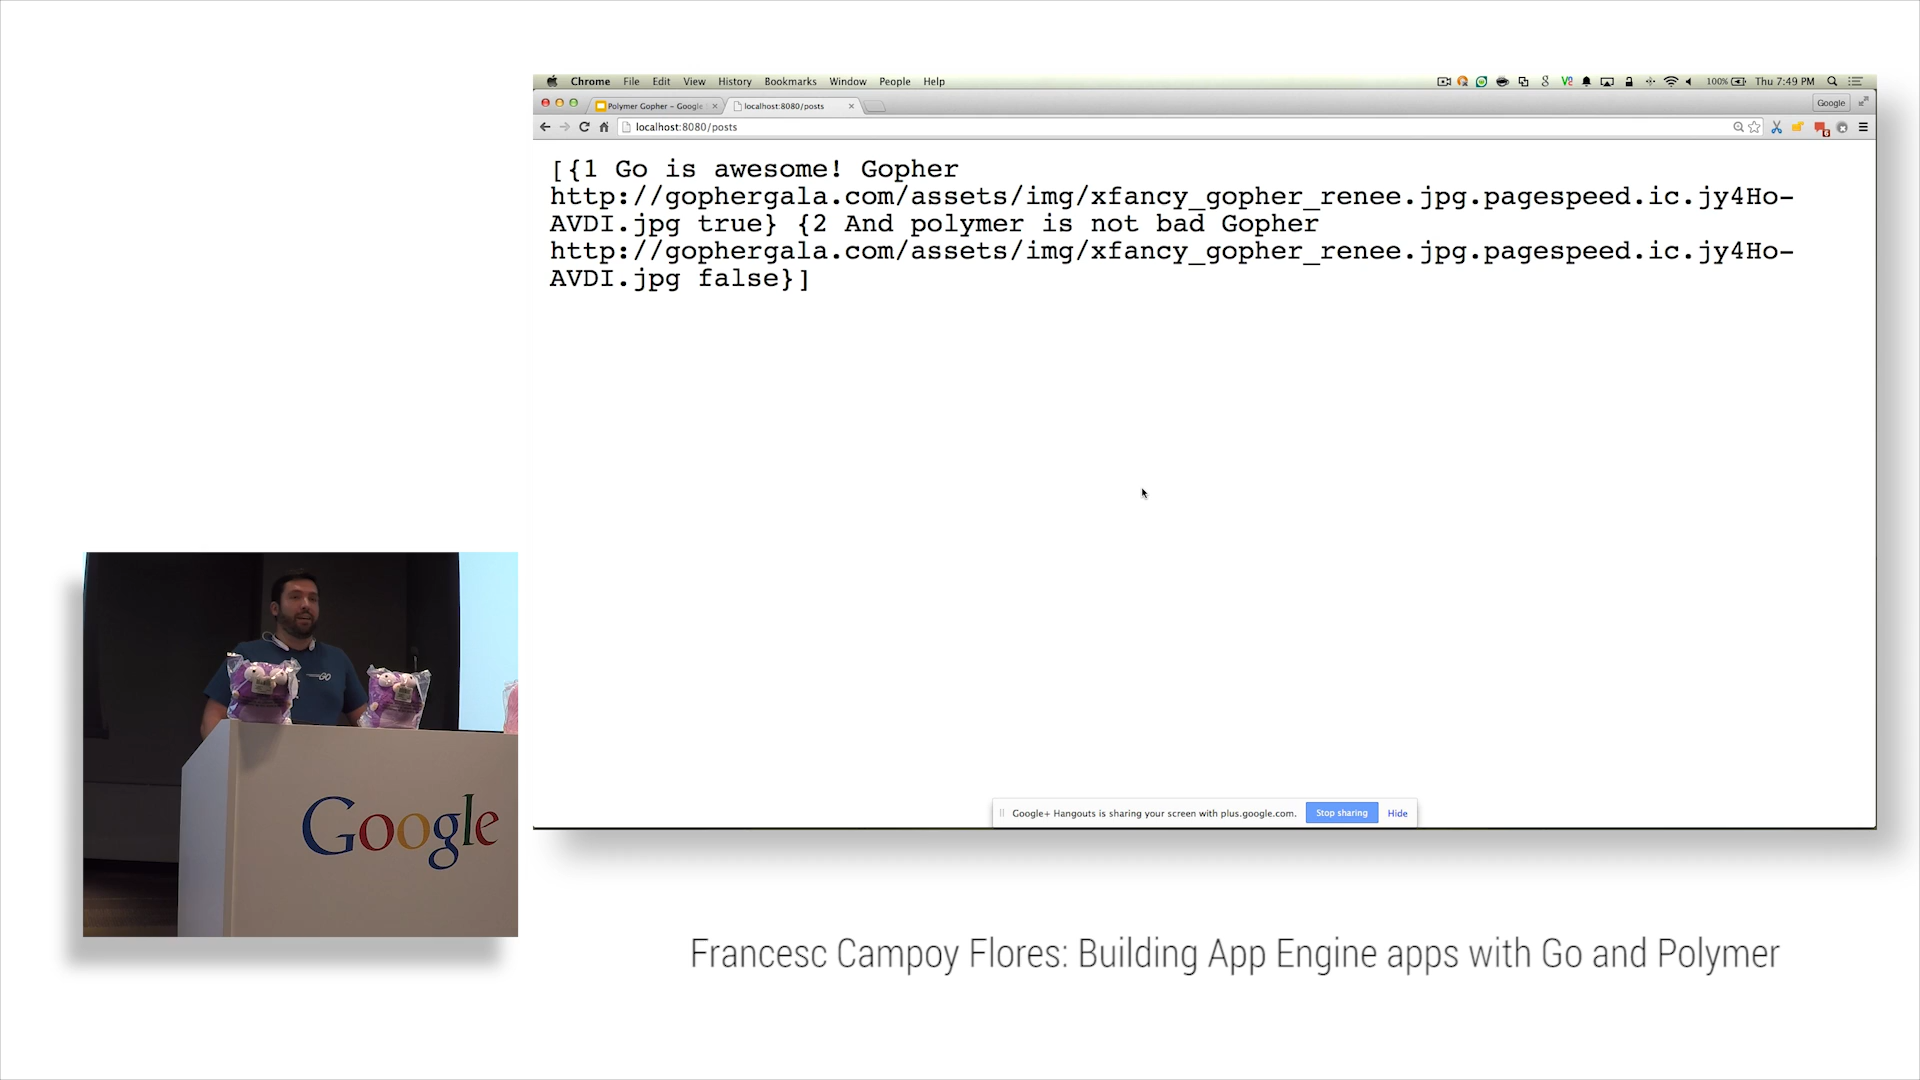 Chrome File Edit View History Bookmarks Window People Help
100% Thu 7:49 PM
Polymer Gopher - Google
localhost:8080/posts
Google
localhost:8080/posts
[{1 Go is awesome! Gopher
http://gophergala.com/assets/img/xfancy_gopher_renee.jpg.pagespeed.ic.jy4Ho-
AVDI.jpg true} {2 And polymer is not bad Gopher
http://gophergala.com/assets/img/xfancy_gopher_renee.jpg.pagespeed.ic.jy4Ho-
AVDI.jpg false}]
Google+ Hangouts is sharing your screen with plus.google.com. Stop sharing Hide
GO
Google
Francesc Campoy Flores: Building App Engine apps with Go and Polymer